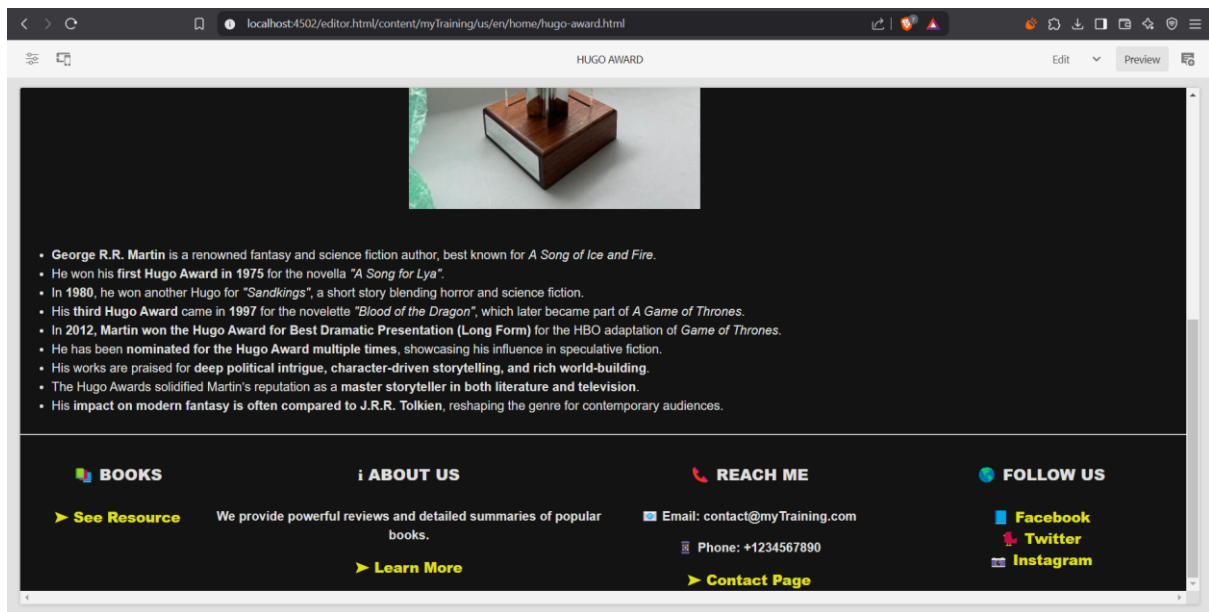 localhost:4502/editor.html/content/myTraining/us/en/home/hugo-award.html
HUGO AWARD
Edit
Preview
• George R.R. Martin is a renowned fantasy and science fiction author, best known for A Song of Ice and Fire.
• He won his first Hugo Award in 1975 for the novella "A Song for Lya".
• In 1980, he won another Hugo for "Sandkings", a short story blending horror and science fiction.
• His third Hugo Award came in 1997 for the novelette "Blood of the Dragon", which later became part of A Game of Thrones.
• In 2012, Martin won the Hugo Award for Best Dramatic Presentation (Long Form) for the HBO adaptation of Game of Thrones.
• He has been nominated for the Hugo Award multiple times, showcasing his influence in speculative fiction.
• His works are praised for deep political intrigue, character-driven storytelling, and rich world-building.
• The Hugo Awards solidified Martin's reputation as a master storyteller in both literature and television.
• His impact on modern fantasy is often compared to J.R.R. Tolkien, reshaping the genre for contemporary audiences.
BOOKS
➤ See Resource
i ABOUT US
We provide powerful reviews and detailed summaries of popular
books.
➤ Learn More
REACH ME
Email: contact@myTraining.com
Phone: +1234567890
➤ Contact Page
FOLLOW US
Facebook
Twitter
Instagram